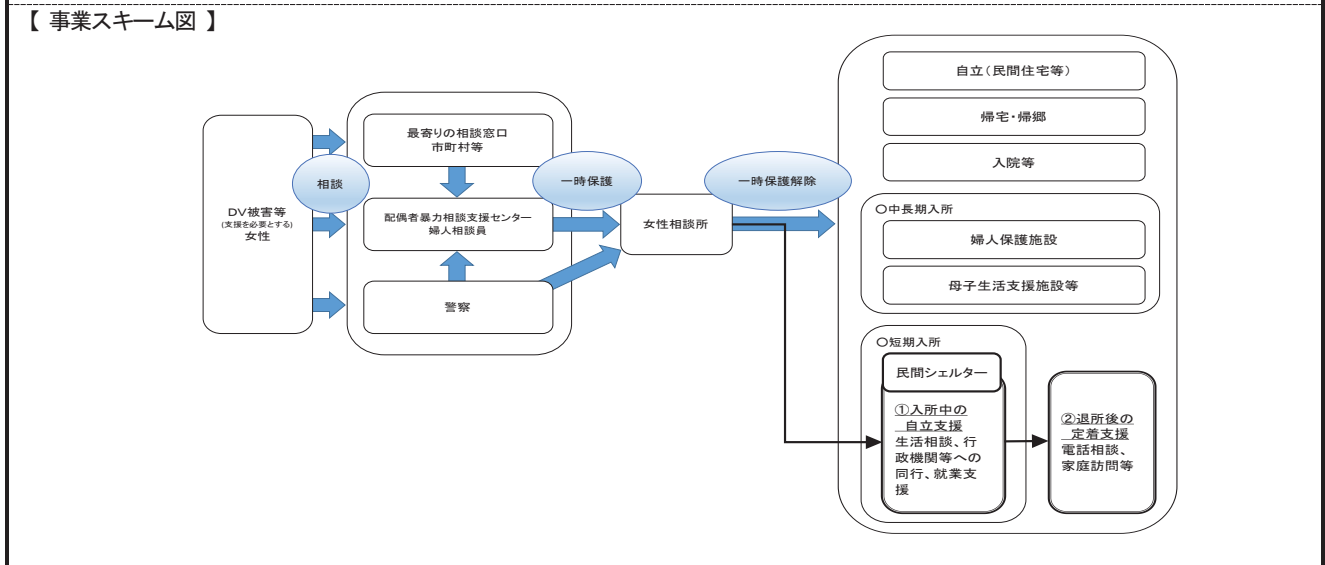 【 事業スキーム図 】
DV被害等
(支援を必要とする)
女性
相談
最寄りの相談窓口
市町村等
配偶者暴力相談支援センター
婦人相談員
警察
一時保護
女性相談所
一時保護解除
自立(民間住宅等)
帰宅・帰郷
入院等
〇中長期入所
婦人保護施設
母子生活支援施設等
〇短期入所
民間シェルター
①入所中の
自立支援
生活相談、行
政機関等への
同行、就業支
援
②退所後の
定着支援
電話相談、
家庭訪問等